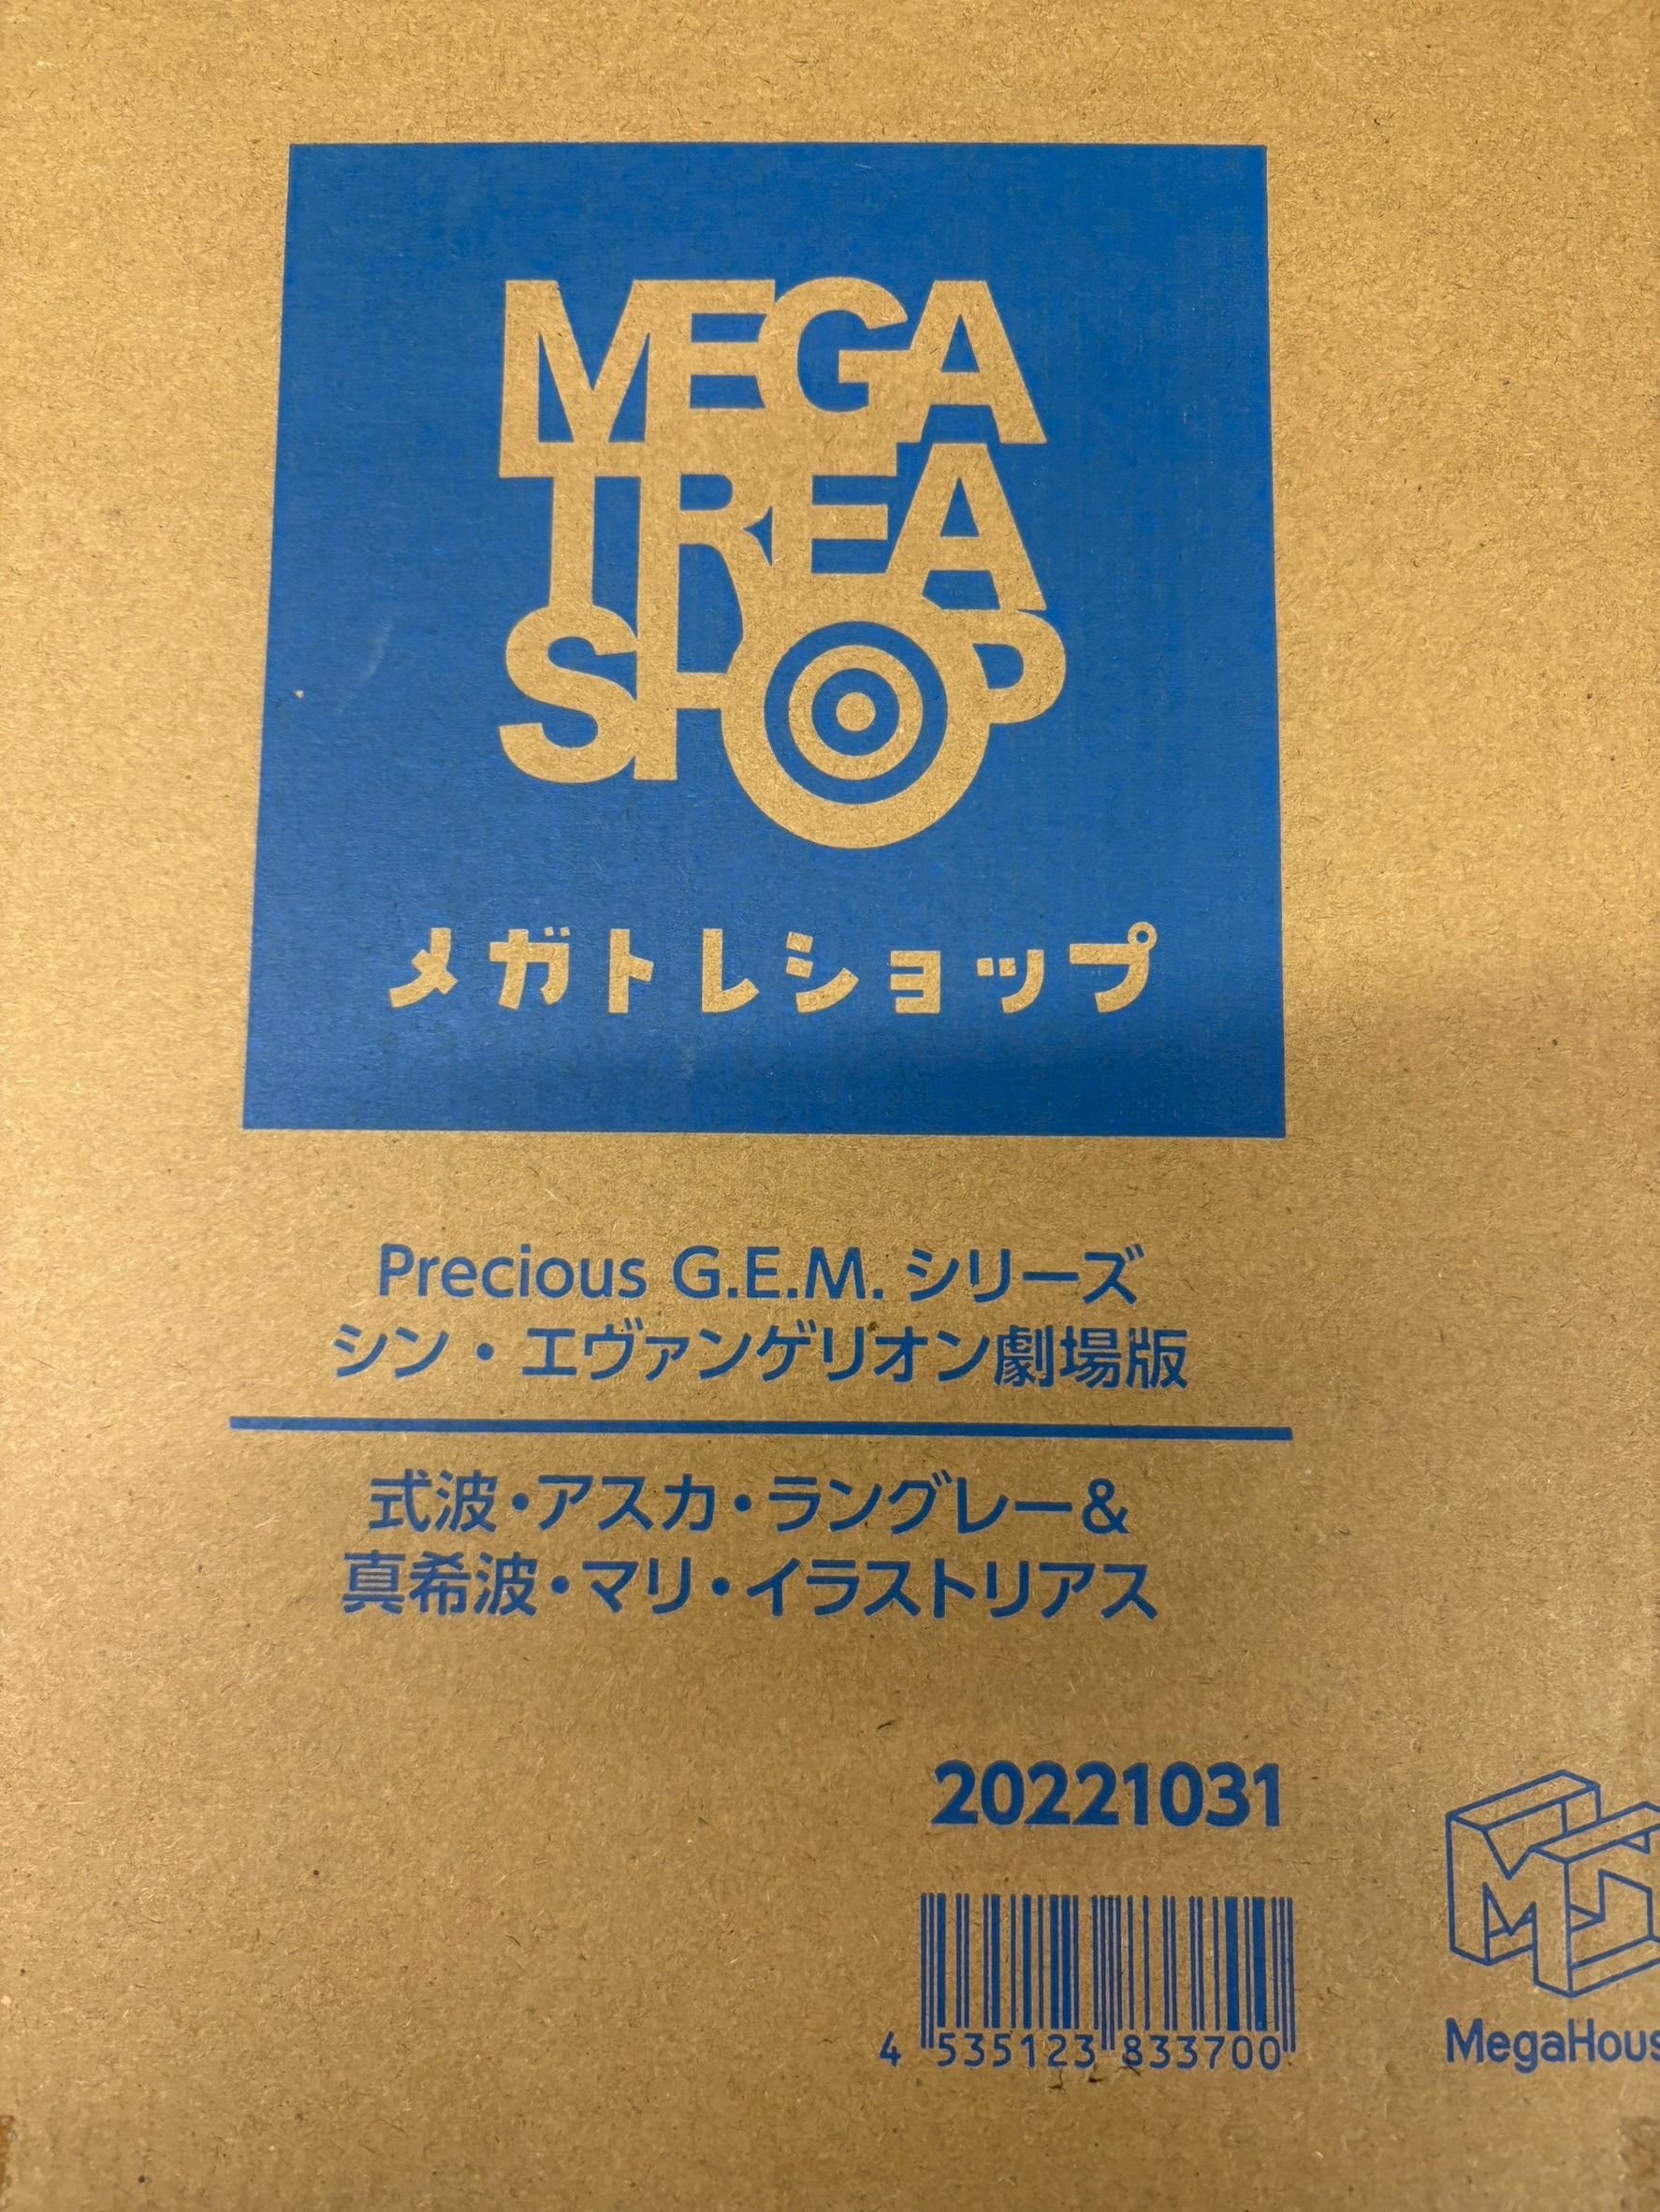 MEGA
TREA
SHOP
メガトレショップ
Precious G.E.M. シリーズ
シン・エヴァンゲリオン劇場版
式波・アスカ・ラングレー&
真希波・マリ・イラストリアス
20221031
4 535123 833700
MegaHous